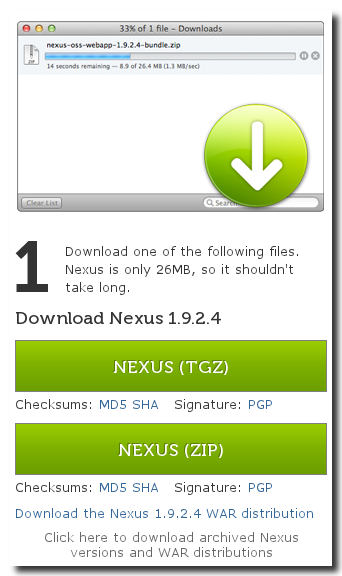 33% of 1 file – Downloads
nexus-oss-webapp-1.9.2.4-bundle.zip
ZIP
14 seconds remaining — 8.9 of 26.4 MB (1.3 MB/sec)
Clear List
Search
1
Download one of the following files.
Nexus is only 26MB, so it shouldn't
take long.
Download Nexus 1.9.2.4
NEXUS (TGZ)
Checksums: MD5 SHA Signature: PGP
NEXUS (ZIP)
Checksums: MD5 SHA Signature: PGP
Download the Nexus 1.9.2.4 WAR distribution
Click here to download archived Nexus
versions and WAR distributions